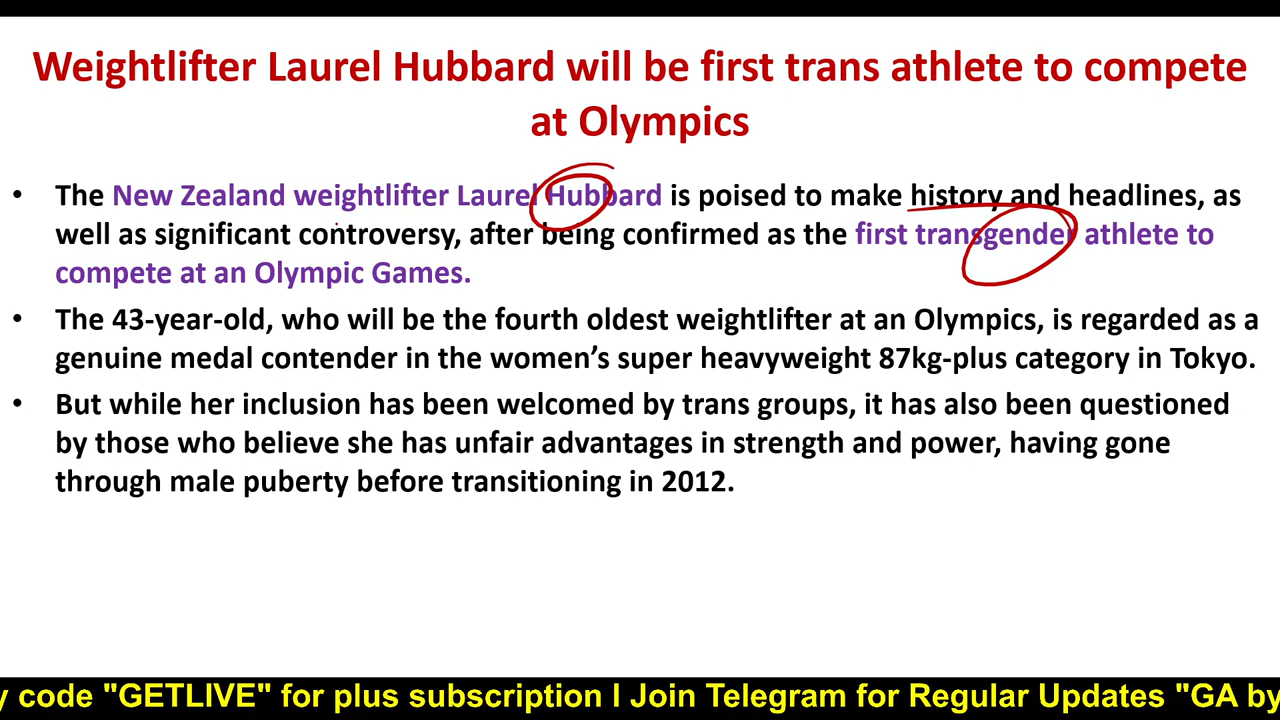 Weightlifter Laurel Hubbard will be first trans athlete to compete
at Olympics
• The New Zealand weightlifter Laurel Hubbard is poised to make history and headlines, as
well as significant controversy, after being confirmed as the first transgender athlete to
compete at an Olympic Games.
• The 43-year-old, who will be the fourth oldest weightlifter at an Olympics, is regarded as a
genuine medal contender in the women’s super heavyweight 87kg-plus category in Tokyo.
• But while her inclusion has been welcomed by trans groups, it has also been questioned
by those who believe she has unfair advantages in strength and power, having gone
through male puberty before transitioning in 2012.
y code "GETLIVE" for plus subscription I Join Telegram for Regular Updates "GA by